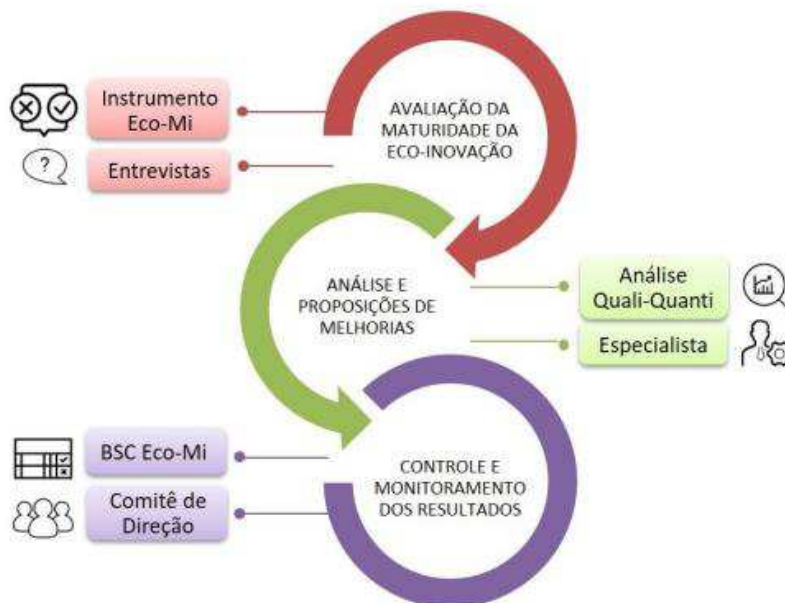 Instrumento
Eco-Mi
Entrevistas
AVALIAÇÃO DA
MATURIDADE DA
ECO-INOVAÇÃO
ANÁLISE E
PROPOSIÇÕES DE
MELHORIAS
Análise
Quali-Quanti
Especialista
BSC Eco-Mi
Comitê de
Direção
CONTROLE E
MONITORAMENTO
DOS RESULTADOS